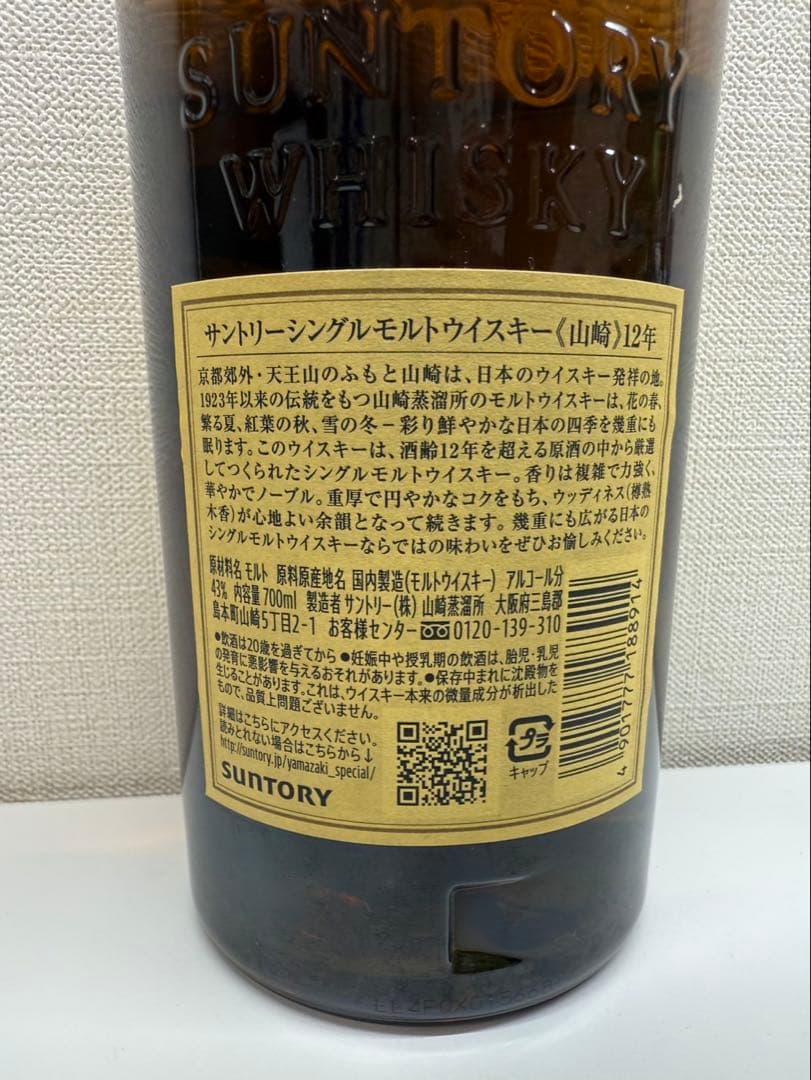 SUNTORY
WHISKY
サントリーシングルモルトウイスキー《山崎》12年
京都郊外・天王山のふもと山崎は、日本のウイスキー発祥の地。
1923年以来の伝統をもつ山崎蒸溜所のモルトウイスキーは、花の春、
繁る夏、紅葉の秋、雪の冬−彩り鮮やかな日本の四季を幾重にも
眠ります。このウイスキーは、酒齢12年を超える原酒の中から厳選
してつくられたシングルモルトウイスキー。香りは複雑で力強く、
華やかでノーブル。重厚で円やかなコクをもち、ウッディネス(樽熟
木香)が心地よい余韻となって続きます。幾重にも広がる日本の
シングルモルトウイスキーならではの味わいをぜひお愉しみください。
原材料名 モルト 原料原産地名 国内製造(モルトウイスキー) アルコール分
43% 内容量 700ml 製造者 サントリー(株) 山崎蒸溜所 大阪府三島郡
島本町山崎5丁目2-1 お客様センター 0120-139-310
●飲酒は20歳を過ぎてから ●妊娠中や授乳期の飲酒は、胎児・乳児
の発育に悪影響を与えるおそれがあります。●保存中まれに沈殿物を
生じることがあります。これは、ウイスキー本来の微量成分が析出した
もので、品質上問題ございません。
詳細はこちらにアクセスください。
読みとれない場合はこちらから↓
http://suntory.jp/yamazaki_special/
SUNTORY
プラ
キャップ
4 901777 188914